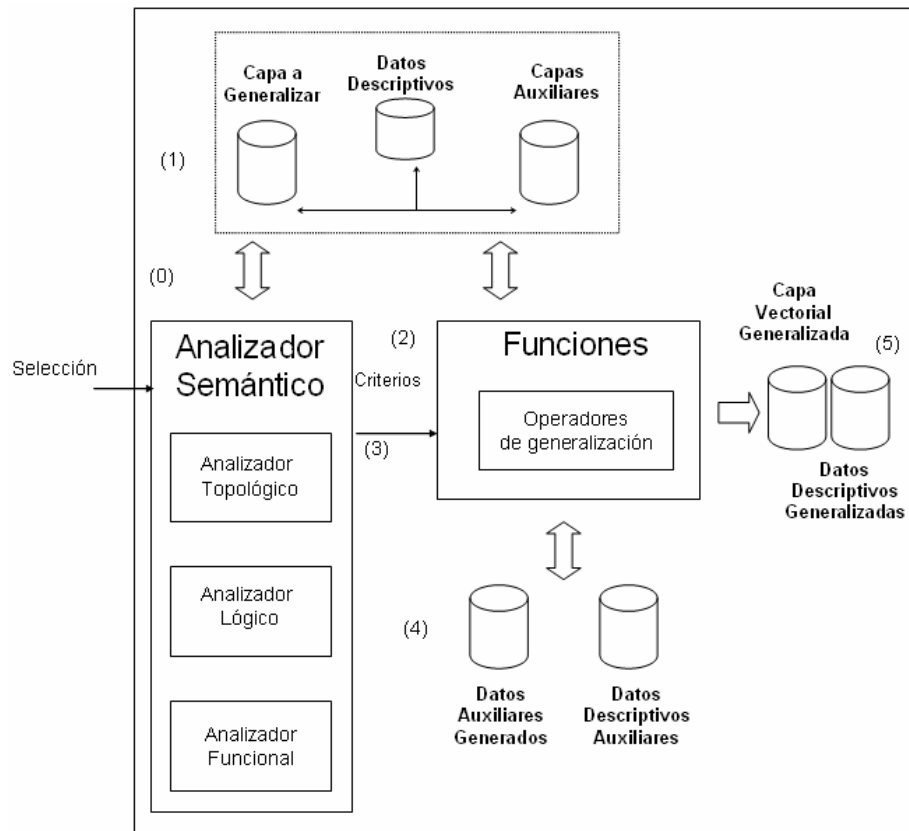 Capa a
Generalizar
Datos
Descriptivos
Capas
Auxiliares
(1)
(0)
Selección
Analizador
Semántico
Analizador
Topológico
Analizador
Lógico
Analizador
Funcional
(2)
Criterios
(3)
Funciones
Operadores
de generalización
Capa
Vectorial
Generalizada
(5)
Datos
Descriptivos
Generalizadas
(4)
Datos
Auxiliares
Generados
Datos
Descriptivos
Auxiliares